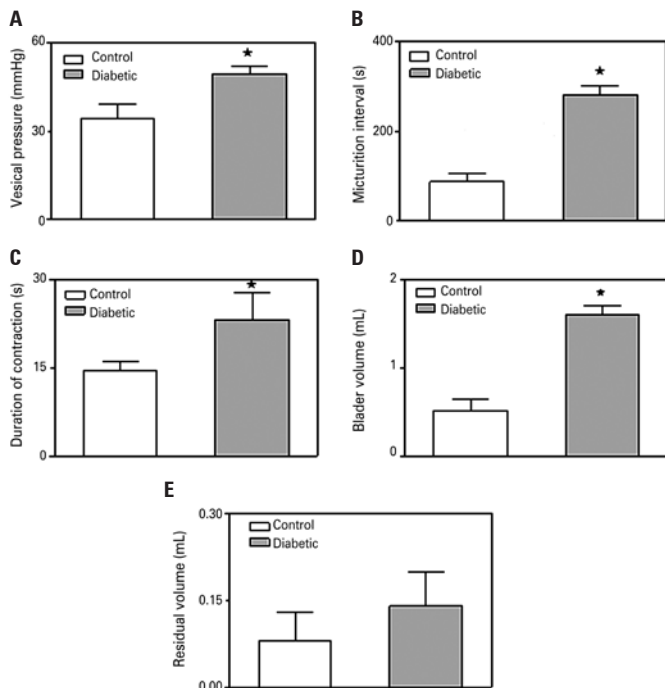 A
Vesical pressure (mmHg)
60
30
0
Control
Diabetic
★
B
Micturition interval (s)
400
200
0
Control
Diabetic
★
C
Duration of contraction (s)
30
15
0
Control
Diabetic
★
D
Blader volume (mL)
2
1
0
Control
Diabetic
★
E
Residual volume (mL)
0.30
0.15
0.00
Control
Diabetic